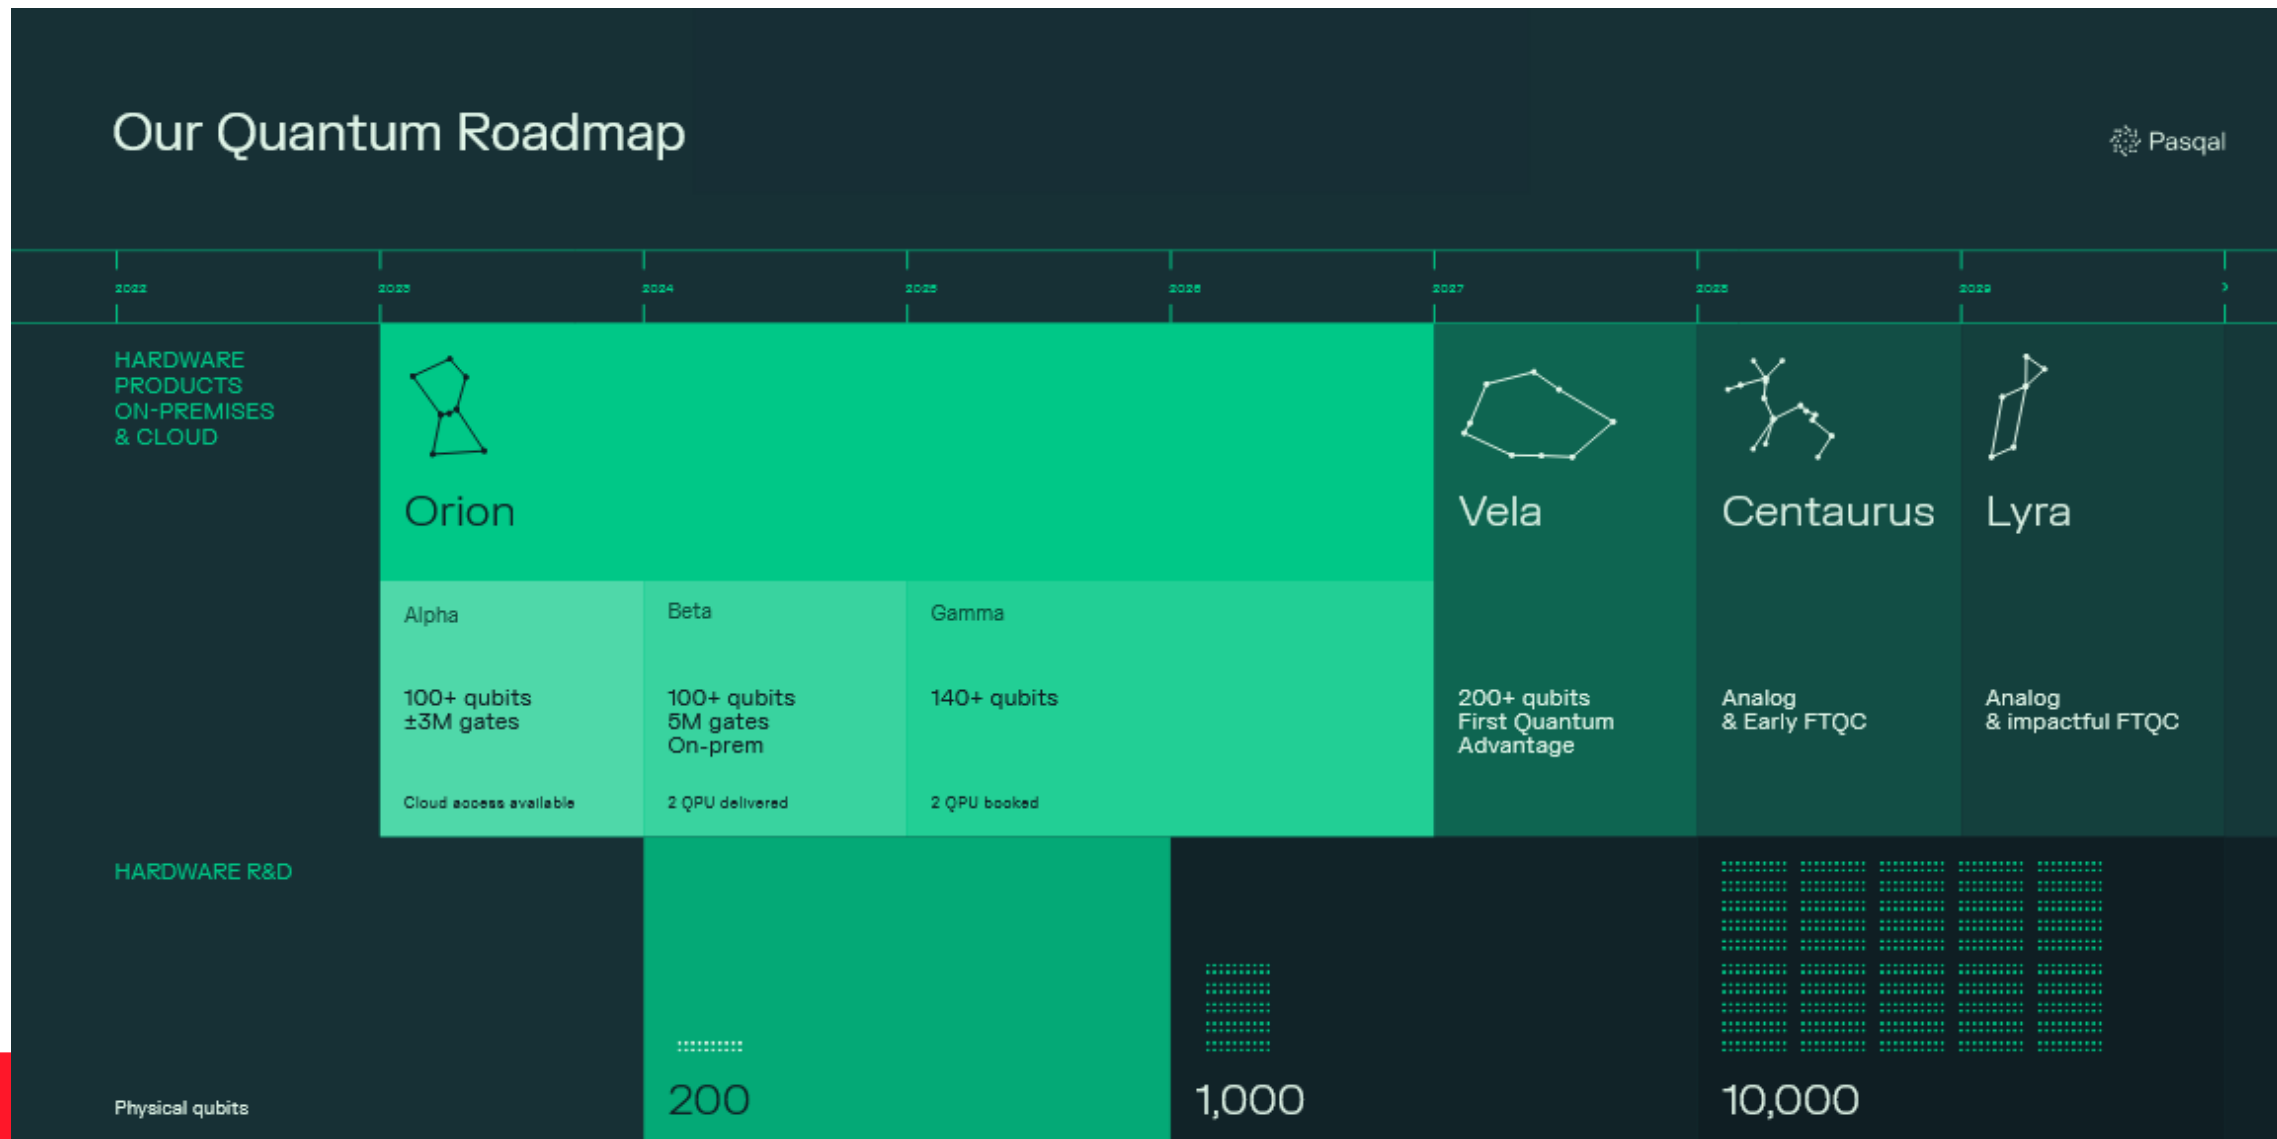 Our Quantum Roadmap
Pasqal
2022
2023
2024
2025
2026
2027
2028
2029
>
HARDWARE
PRODUCTS
ON-PREMISES
& CLOUD
Orion
Vela
Centaurus
Lyra
Alpha
100+ qubits
±3M gates
Cloud access available
Beta
100+ qubits
5M gates
On-prem
2 QPU delivered
Gamma
140+ qubits
2 QPU booked
200+ qubits
First Quantum
Advantage
Analog
& Early FTQC
Analog
& impactful FTQC
HARDWARE R&D
Physical qubits
200
1,000
10,000